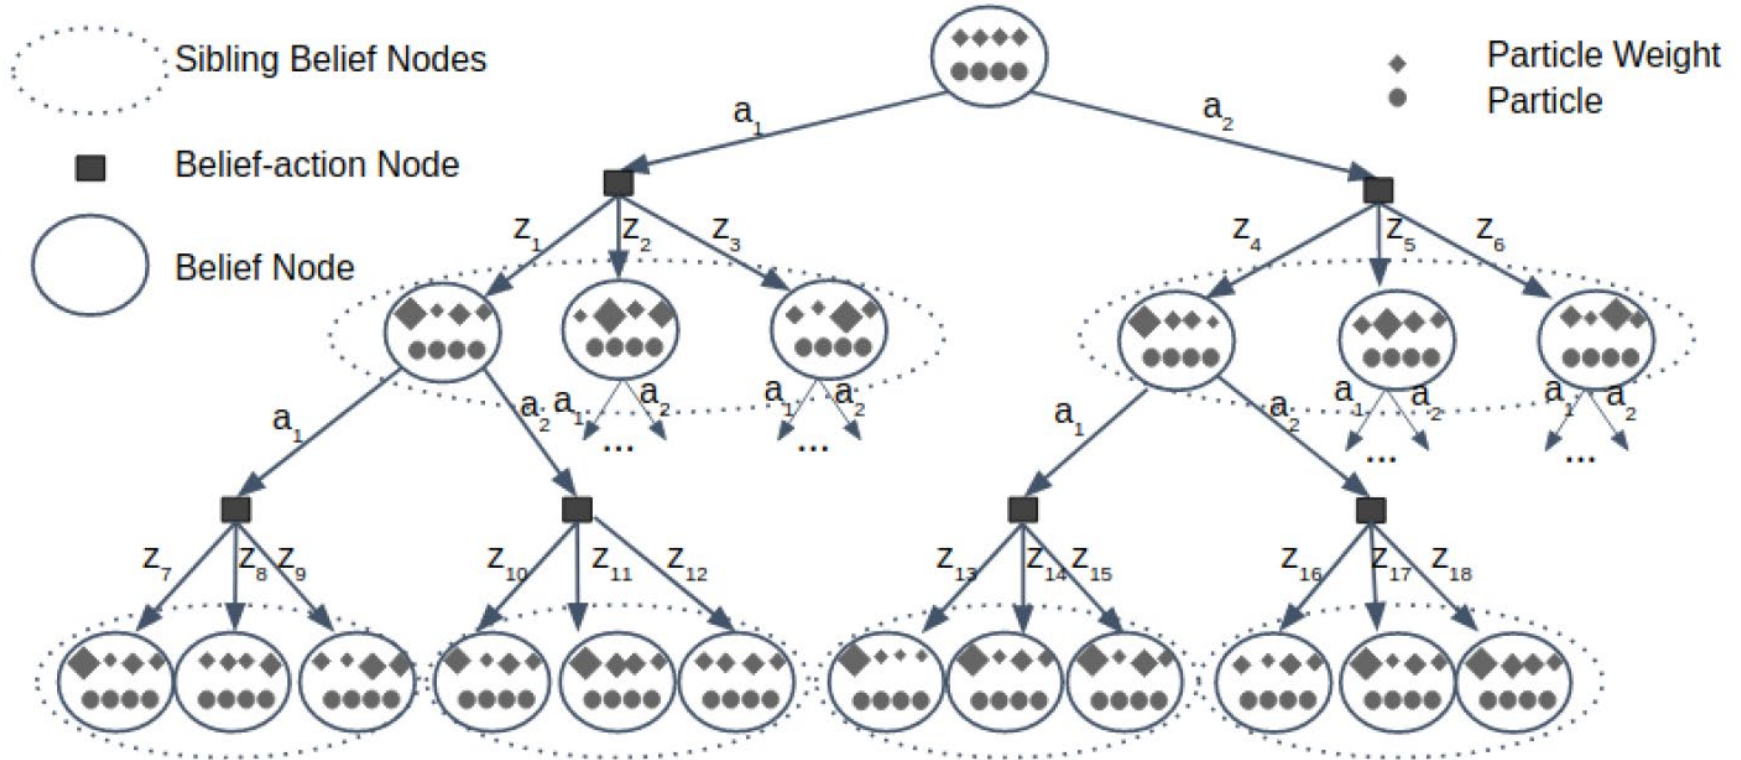 Sibling Belief Nodes
Belief-action Node
Belief Node
Particle Weight
Particle
a1 a2
z1 z2 z3 z4 z5 z6
a1 a2 a1 a2 a1 a2 a1 a2 a1 a2 a1 a2
... ... ... ...
z7 z8 z9 z10 z11 z12 z13 z14 z15 z16 z17 z18